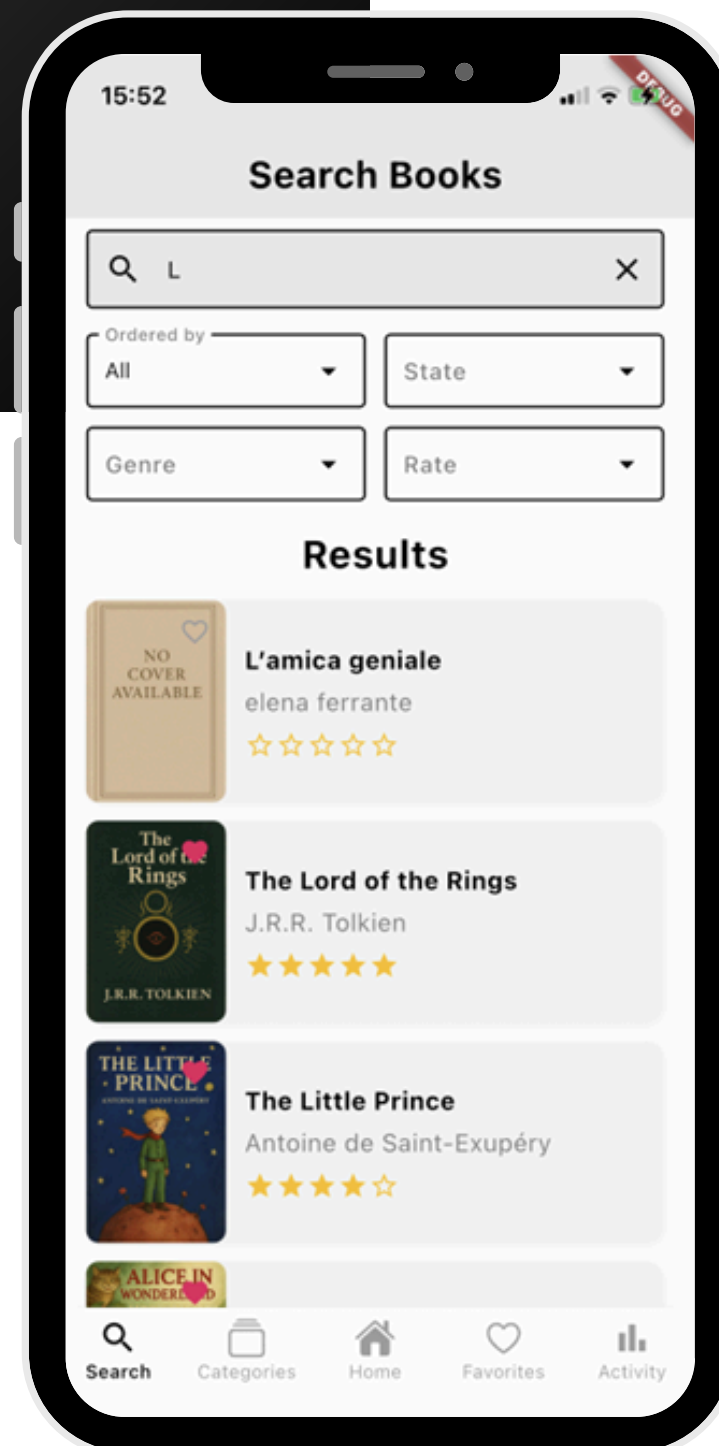 15:52
DEBUG
Search Books
L
Ordered by
All
State
Genre
Rate
Results
NO
COVER
AVAILABLE
L’amica geniale
elena ferrante
The
Lord of the
Rings
J.R.R. TOLKIEN
The Lord of the Rings
J.R.R. Tolkien
THE LITTLE
PRINCE
ANTOINE DE SAINT-EXUPÉRY
The Little Prince
Antoine de Saint-Exupéry
ALICE IN
WONDERLAND
Search
Categories
Home
Favorites
Activity